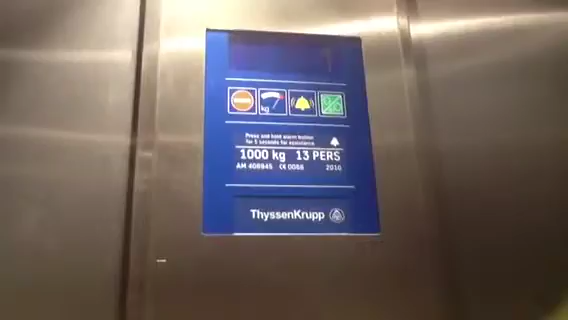 kg
Press and hold alarm button
for 5 seconds for assistance
1000 kg 13 PERS
AM 408845 CE 0086 2010
ThyssenKrupp